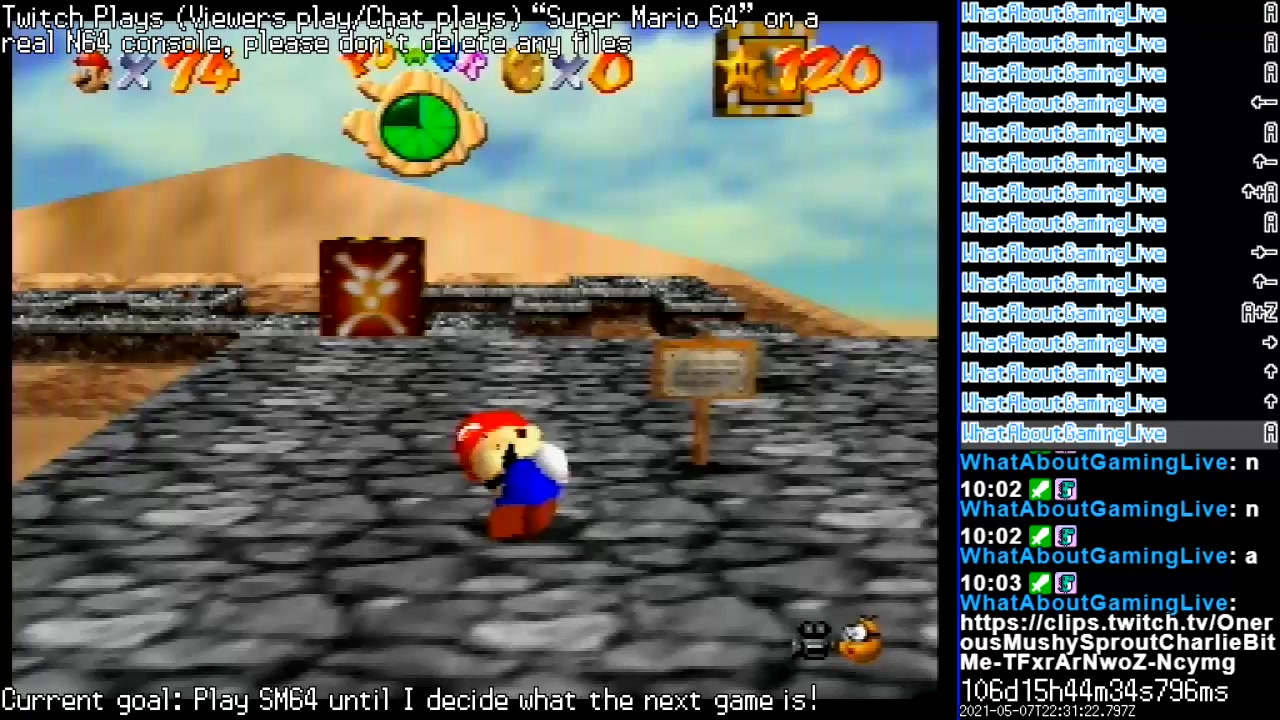 Twitch Plays (Viewers play/Chat plays) “Super Mario 64” on a
real N64 console, please don't delete any files
74
POWER
0
120
Current goal: Play SM64 until I decide what the next game is!
WhatAboutGamingLive A
WhatAboutGamingLive A
WhatAboutGamingLive A
WhatAboutGamingLive ←-
WhatAboutGamingLive A
WhatAboutGamingLive ↑-
WhatAboutGamingLive ↑+A
WhatAboutGamingLive A
WhatAboutGamingLive →-
WhatAboutGamingLive ↑-
WhatAboutGamingLive A+Z
WhatAboutGamingLive →
WhatAboutGamingLive ↑
WhatAboutGamingLive ↑
WhatAboutGamingLive A
WhatAboutGamingLive: n
10:02
WhatAboutGamingLive: n
10:02
WhatAboutGamingLive: a
10:03
WhatAboutGamingLive:
https://clips.twitch.tv/Oner
ousMushySproutCharlieBit
Me-TFxrArNwoZ-Ncymg
106d15h44m34s796ms
2021-05-07T22:31:22.797Z